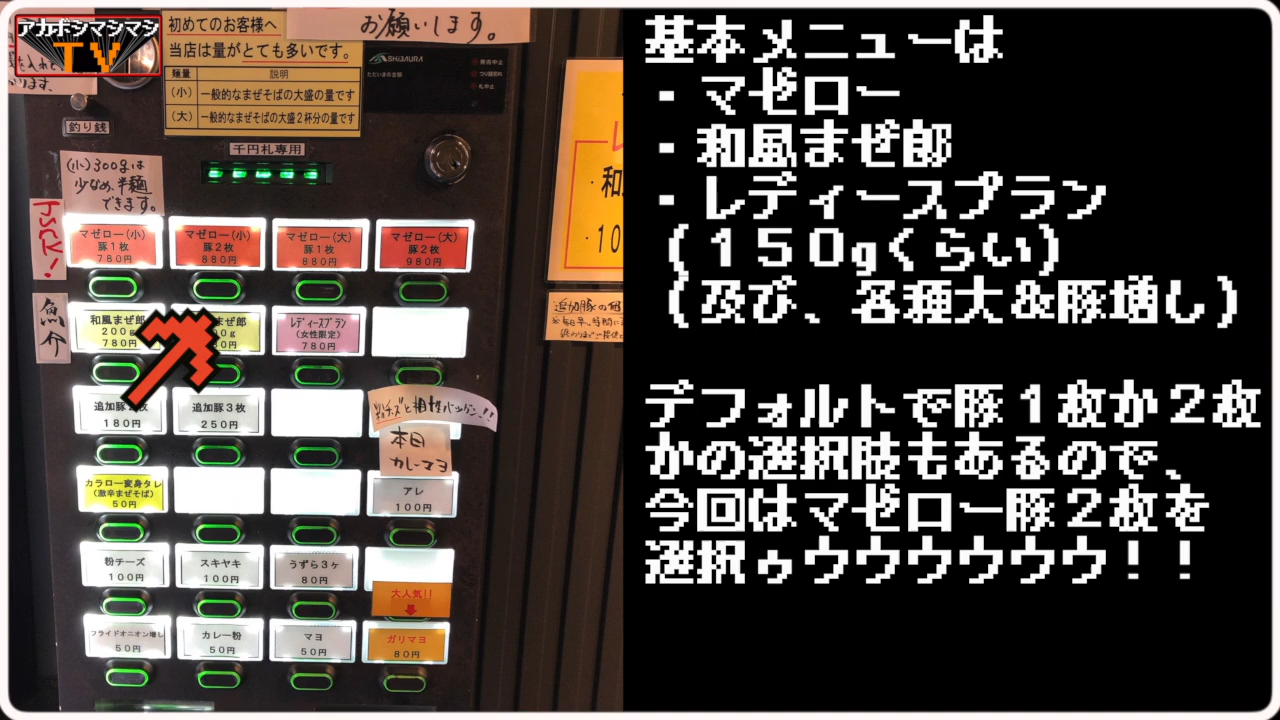 アカボシマシマシ
TV
初めてのお客様へ
当店は量がとても多いです。
麺量
説明
(小)
一般的なまぜそばの大盛の量です
(大)
一般的なまぜそばの大盛2杯分の量です
お願いします。
SHIBAURA
釣り銭
千円札専用
(小)300gは
少なめ、半麺
できます。
JUNK!
マゼロー(小)
豚1枚
780円
マゼロー(小)
豚2枚
880円
マゼロー(大)
豚1枚
880円
マゼロー(大)
豚2枚
980円
魚介
和風まぜ郎
200g
780円
ぜ郎
レディースプラン
(女性限定)
780円
追加豚
180円
追加豚3枚
250円
本日
カレーマヨ
カラロー変身タレ
(激辛まぜそば)
50円
アレ
100円
粉チーズ
100円
スキヤキ
100円
うずら3ヶ
80円
大人気!!
フライドオニオン増し
50円
カレー粉
50円
マヨ
50円
ガリマヨ
80円
基本メニューは
・マゼロー
・和風まぜ郎
・レディースプラン
(150gくらい)
(及び、各種大&豚増し)
デフォルトで豚1枚か2枚
かの選択肢もあるので、
今回はマゼロー豚2枚を
選択ゥウウウウウウ!!